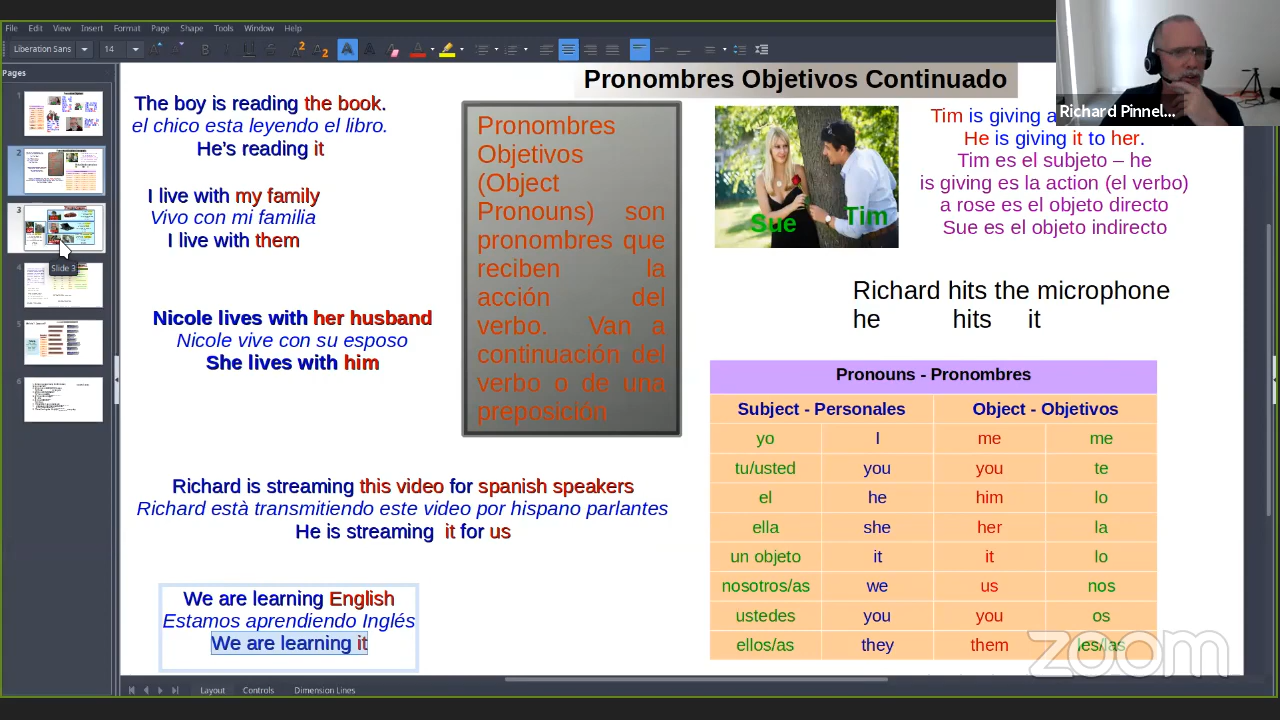 File Edit View Insert Format Page Shape Tools Window Help
Liberation Sans 14
Pages
1
2
3
4
5
6
Slide 3
Pronombres Objetivos Continuado
The boy is reading the book.
el chico esta leyendo el libro.
He's reading it
I live with my family
Vivo con mi familia
I live with them
Nicole lives with her husband
Nicole vive con su esposo
She lives with him
Pronombres
Objetivos
(Object
Pronouns) son
pronombres que
reciben la
acción del
verbo. Van a
continuación del
verbo o de una
preposición
Sue Tim
Richard Pinnel...
Tim is giving a
He is giving it to her.
Tim es el subjeto – he
is giving es la action (el verbo)
a rose es el objeto directo
Sue es el objeto indirecto
Richard hits the microphone
he hits it
Richard is streaming this video for spanish speakers
Richard està transmitiendo este video por hispano parlantes
He is streaming it for us
We are learning English
Estamos aprendiendo Inglés
We are learning it
Pronouns - Pronombres
Subject - Personales Object - Objetivos
yo I me me
tu/usted you you te
el he him lo
ella she her la
un objeto it it lo
nosotros/as we us nos
ustedes you you os
ellos/as they them les/las
zoom
Layout Controls Dimension Lines